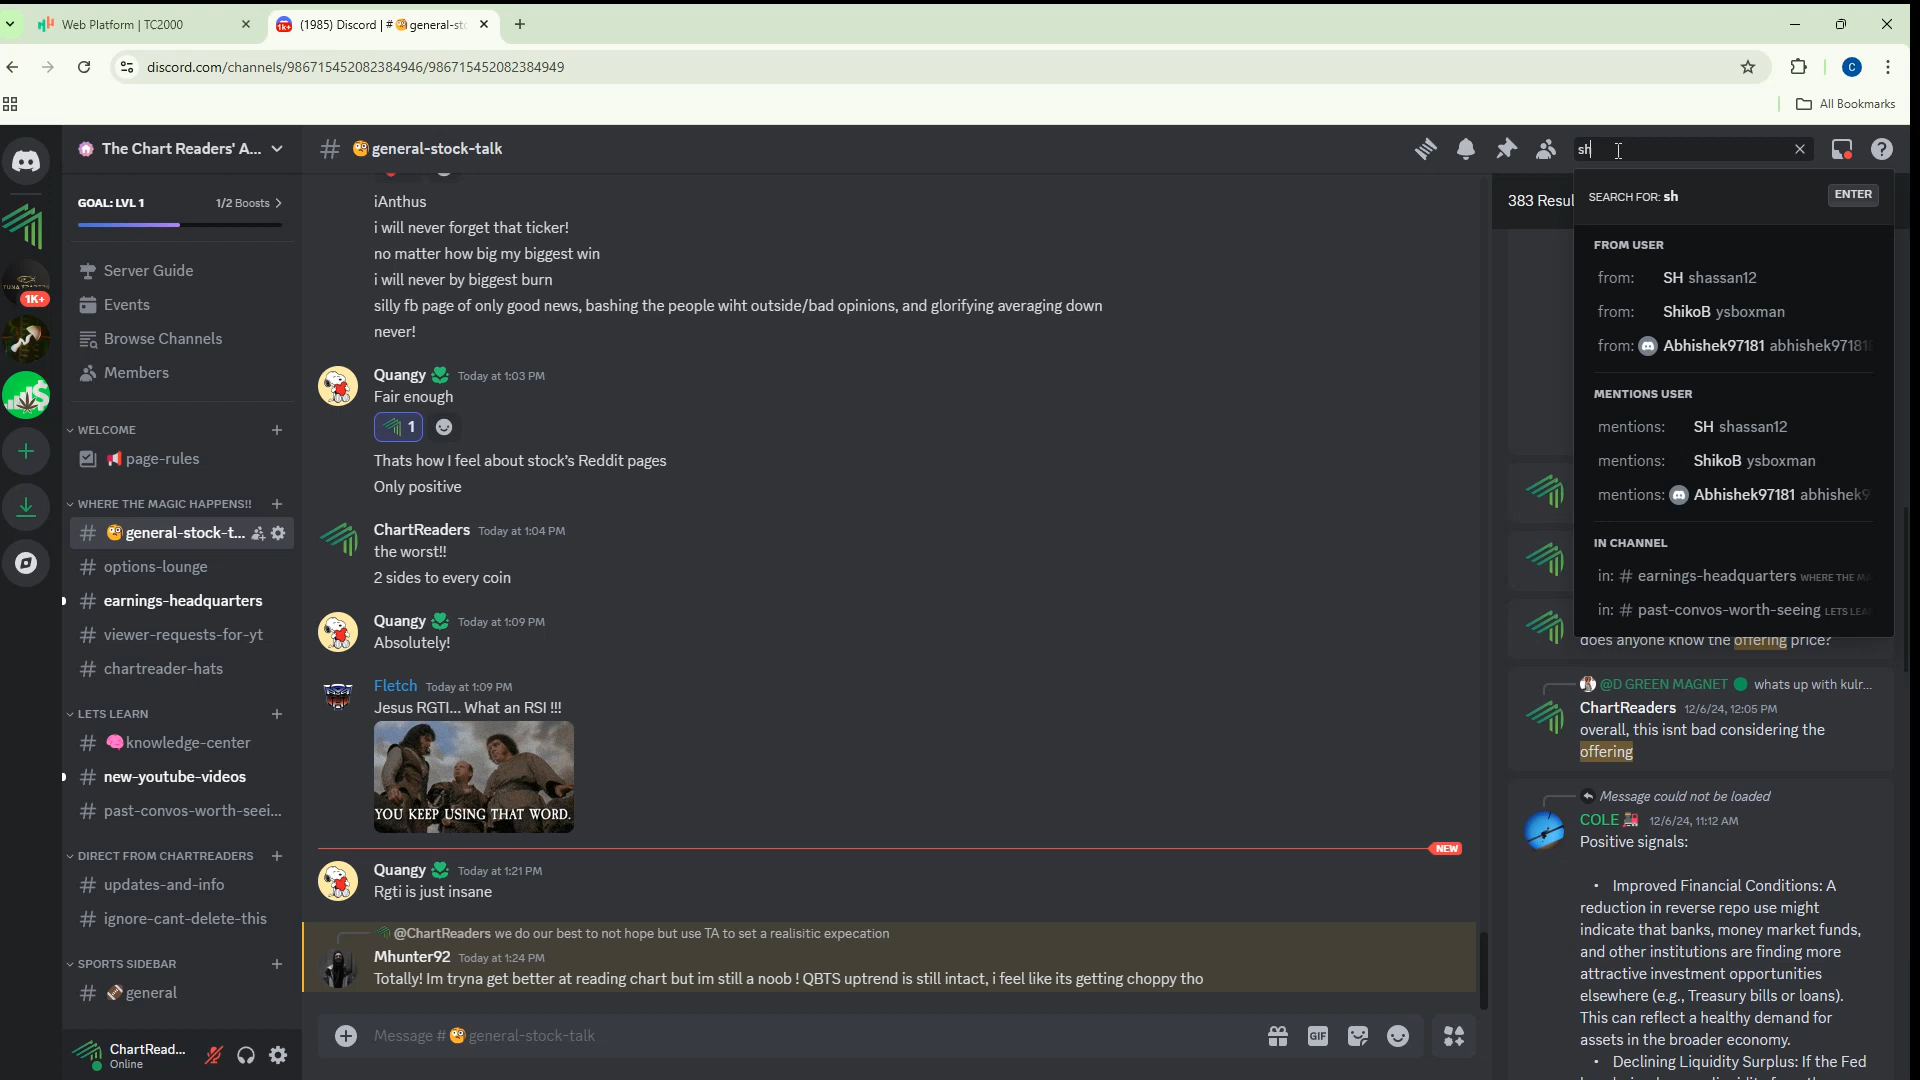 Web Platform | TC2000
(1985) Discord | # 🧐general-st
discord.com/channels/986715452082384946/986715452082384949
All Bookmarks
The Chart Readers' A...
# 🧐general-stock-talk
sh
GOAL: LVL 1
1/2 Boosts
Server Guide
Events
Browse Channels
Members
WELCOME
📢page-rules
WHERE THE MAGIC HAPPENS!!
# 🧐general-stock-t...
# options-lounge
# earnings-headquarters
# viewer-requests-for-yt
# chartreader-hats
LETS LEARN
# 🧠knowledge-center
# new-youtube-videos
# past-convos-worth-seei...
DIRECT FROM CHARTREADERS
# updates-and-info
# ignore-cant-delete-this
SPORTS SIDEBAR
# 🏈general
ChartRead...
Online
1K+
iAnthus
i will never forget that ticker!
no matter how big my biggest win
i will never by biggest burn
silly fb page of only good news, bashing the people wiht outside/bad opinions, and glorifying averaging down
never!
Quangy Today at 1:03 PM
Fair enough
1
Thats how I feel about stock's Reddit pages
Only positive
ChartReaders Today at 1:04 PM
the worst!!
2 sides to every coin
Quangy Today at 1:09 PM
Absolutely!
Fletch Today at 1:09 PM
Jesus RGTI... What an RSI !!!
YOU KEEP USING THAT WORD.
NEW
Quangy Today at 1:21 PM
Rgti is just insane
@ChartReaders we do our best to not hope but use TA to set a realisitic expecation
Mhunter92 Today at 1:24 PM
Totally! Im tryna get better at reading chart but im still a noob ! QBTS uptrend is still intact, i feel like its getting choppy tho
Message # 🧐general-stock-talk
GIF
383 Resul
SEARCH FOR: sh
ENTER
FROM USER
from: SH shassan12
from: ShikoB ysboxman
from: Abhishek97181 abhishek97181
MENTIONS USER
mentions: SH shassan12
mentions: ShikoB ysboxman
mentions: Abhishek97181 abhishek9
IN CHANNEL
in: # earnings-headquarters WHERE THE MA
in: # past-convos-worth-seeing LETS LEA
does anyone know the offering price?
@D GREEN MAGNET whats up with kulr...
ChartReaders 12/6/24, 12:05 PM
overall, this isnt bad considering the
offering
Message could not be loaded
COLE 12/6/24, 11:12 AM
Positive signals:
• Improved Financial Conditions: A
reduction in reverse repo use might
indicate that banks, money market funds,
and other institutions are finding more
attractive investment opportunities
elsewhere (e.g., Treasury bills or loans).
This can reflect a healthy demand for
assets in the broader economy.
• Declining Liquidity Surplus: If the Fed